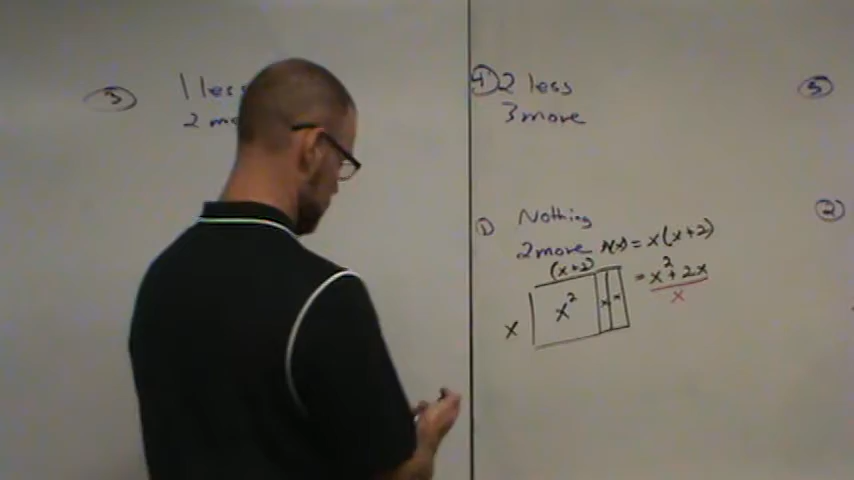 ③ 1 less
2 mo
④ 2 less
3 more
⑤
① Nothing
2 more A(x) = x(x+2)
(x+2) = x² + 2x
x
x x² x x
②